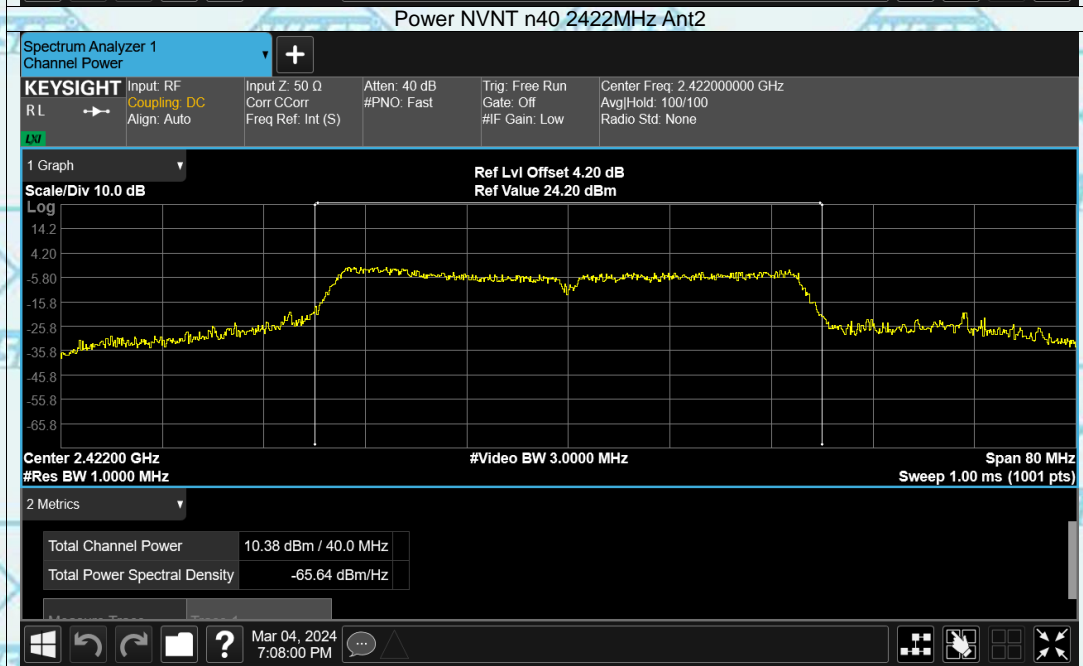 Power NVNT n40 2422MHz Ant2
Spectrum Analyzer 1
Channel Power
KEYSIGHT
RL
LXI
Input: RF
Coupling: DC
Align: Auto
Input Z: 50 Ω
Corr CCorr
Freq Ref: Int (S)
Atten: 40 dB
#PNO: Fast
Trig: Free Run
Gate: Off
#IF Gain: Low
Center Freq: 2.422000000 GHz
Avg|Hold: 100/100
Radio Std: None
1 Graph
Scale/Div 10.0 dB
Ref Lvl Offset 4.20 dB
Ref Value 24.20 dBm
Log
14.2
4.20
-5.80
-15.8
-25.8
-35.8
-45.8
-55.8
-65.8
Center 2.42200 GHz
#Video BW 3.0000 MHz
Span 80 MHz
#Res BW 1.0000 MHz
Sweep 1.00 ms (1001 pts)
2 Metrics
Total Channel Power 10.38 dBm / 40.0 MHz
Total Power Spectral Density -65.64 dBm/Hz
Mar 04, 2024
7:08:00 PM